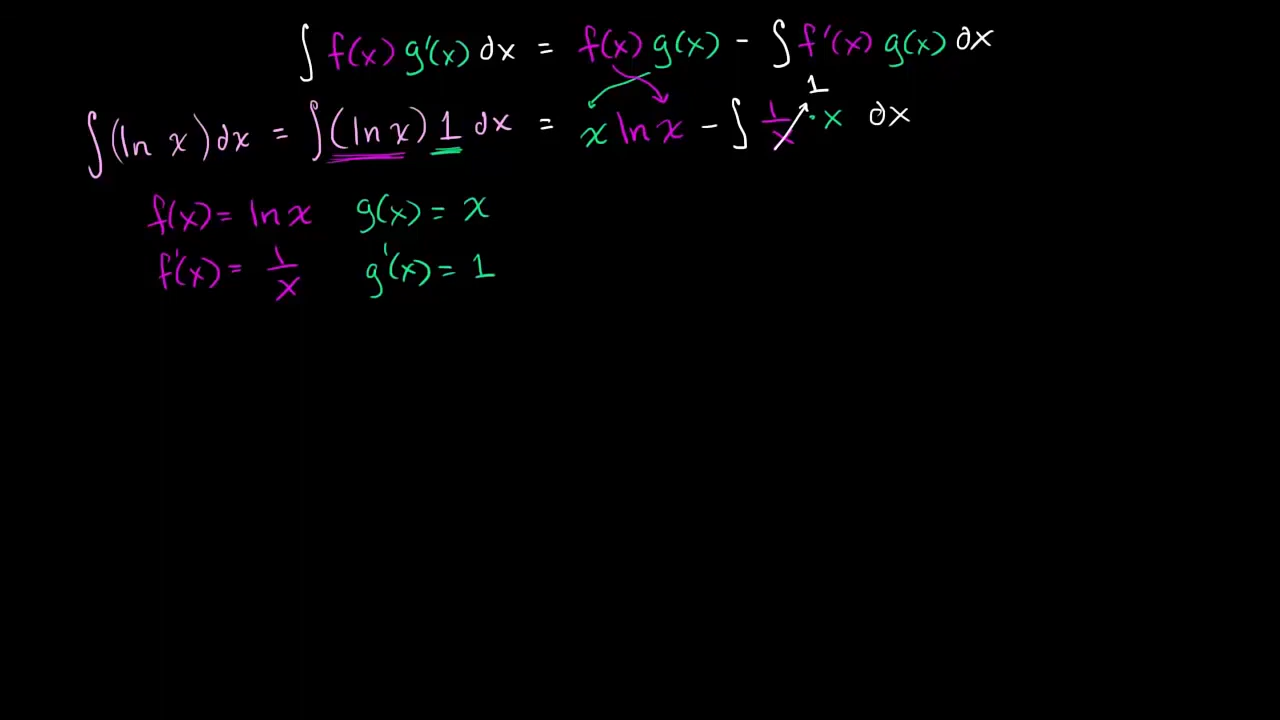 ∫ f(x) g'(x) dx = f(x) g(x) - ∫ f'(x) g(x) dx
1
∫(ln x)dx = ∫(ln x) 1 dx = x ln x - ∫ 1/x · x dx
f(x) = ln x g(x) = x
f'(x) = 1/x g'(x) = 1